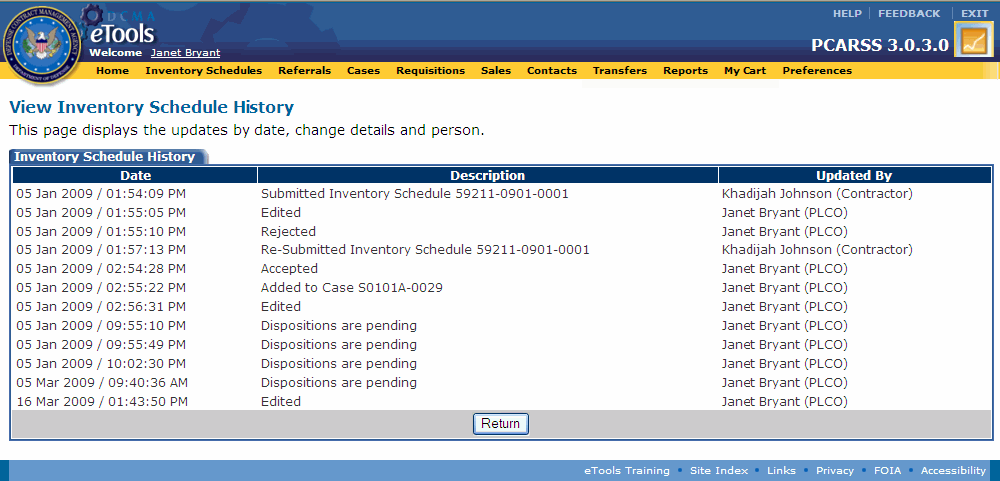 HELP | FEEDBACK | EXIT
DCMA
eTools
Welcome Janet Bryant
PCARSS 3.0.3.0
Home Inventory Schedules Referrals Cases Requisitions Sales Contacts Transfers Reports My Cart Preferences
View Inventory Schedule History
This page displays the updates by date, change details and person.
Inventory Schedule History
Date Description Updated By
05 Jan 2009 / 01:54:09 PM Submitted Inventory Schedule 59211-0901-0001 Khadijah Johnson (Contractor)
05 Jan 2009 / 01:55:05 PM Edited Janet Bryant (PLCO)
05 Jan 2009 / 01:55:10 PM Rejected Janet Bryant (PLCO)
05 Jan 2009 / 01:57:13 PM Re-Submitted Inventory Schedule 59211-0901-0001 Khadijah Johnson (Contractor)
05 Jan 2009 / 02:54:28 PM Accepted Janet Bryant (PLCO)
05 Jan 2009 / 02:55:22 PM Added to Case S0101A-0029 Janet Bryant (PLCO)
05 Jan 2009 / 02:56:31 PM Edited Janet Bryant (PLCO)
05 Jan 2009 / 09:55:10 PM Dispositions are pending Janet Bryant (PLCO)
05 Jan 2009 / 09:55:49 PM Dispositions are pending Janet Bryant (PLCO)
05 Jan 2009 / 10:02:30 PM Dispositions are pending Janet Bryant (PLCO)
05 Mar 2009 / 09:40:36 AM Dispositions are pending Janet Bryant (PLCO)
16 Mar 2009 / 01:43:50 PM Edited Janet Bryant (PLCO)
Return
eTools Training • Site Index • Links • Privacy • FOIA • Accessibility